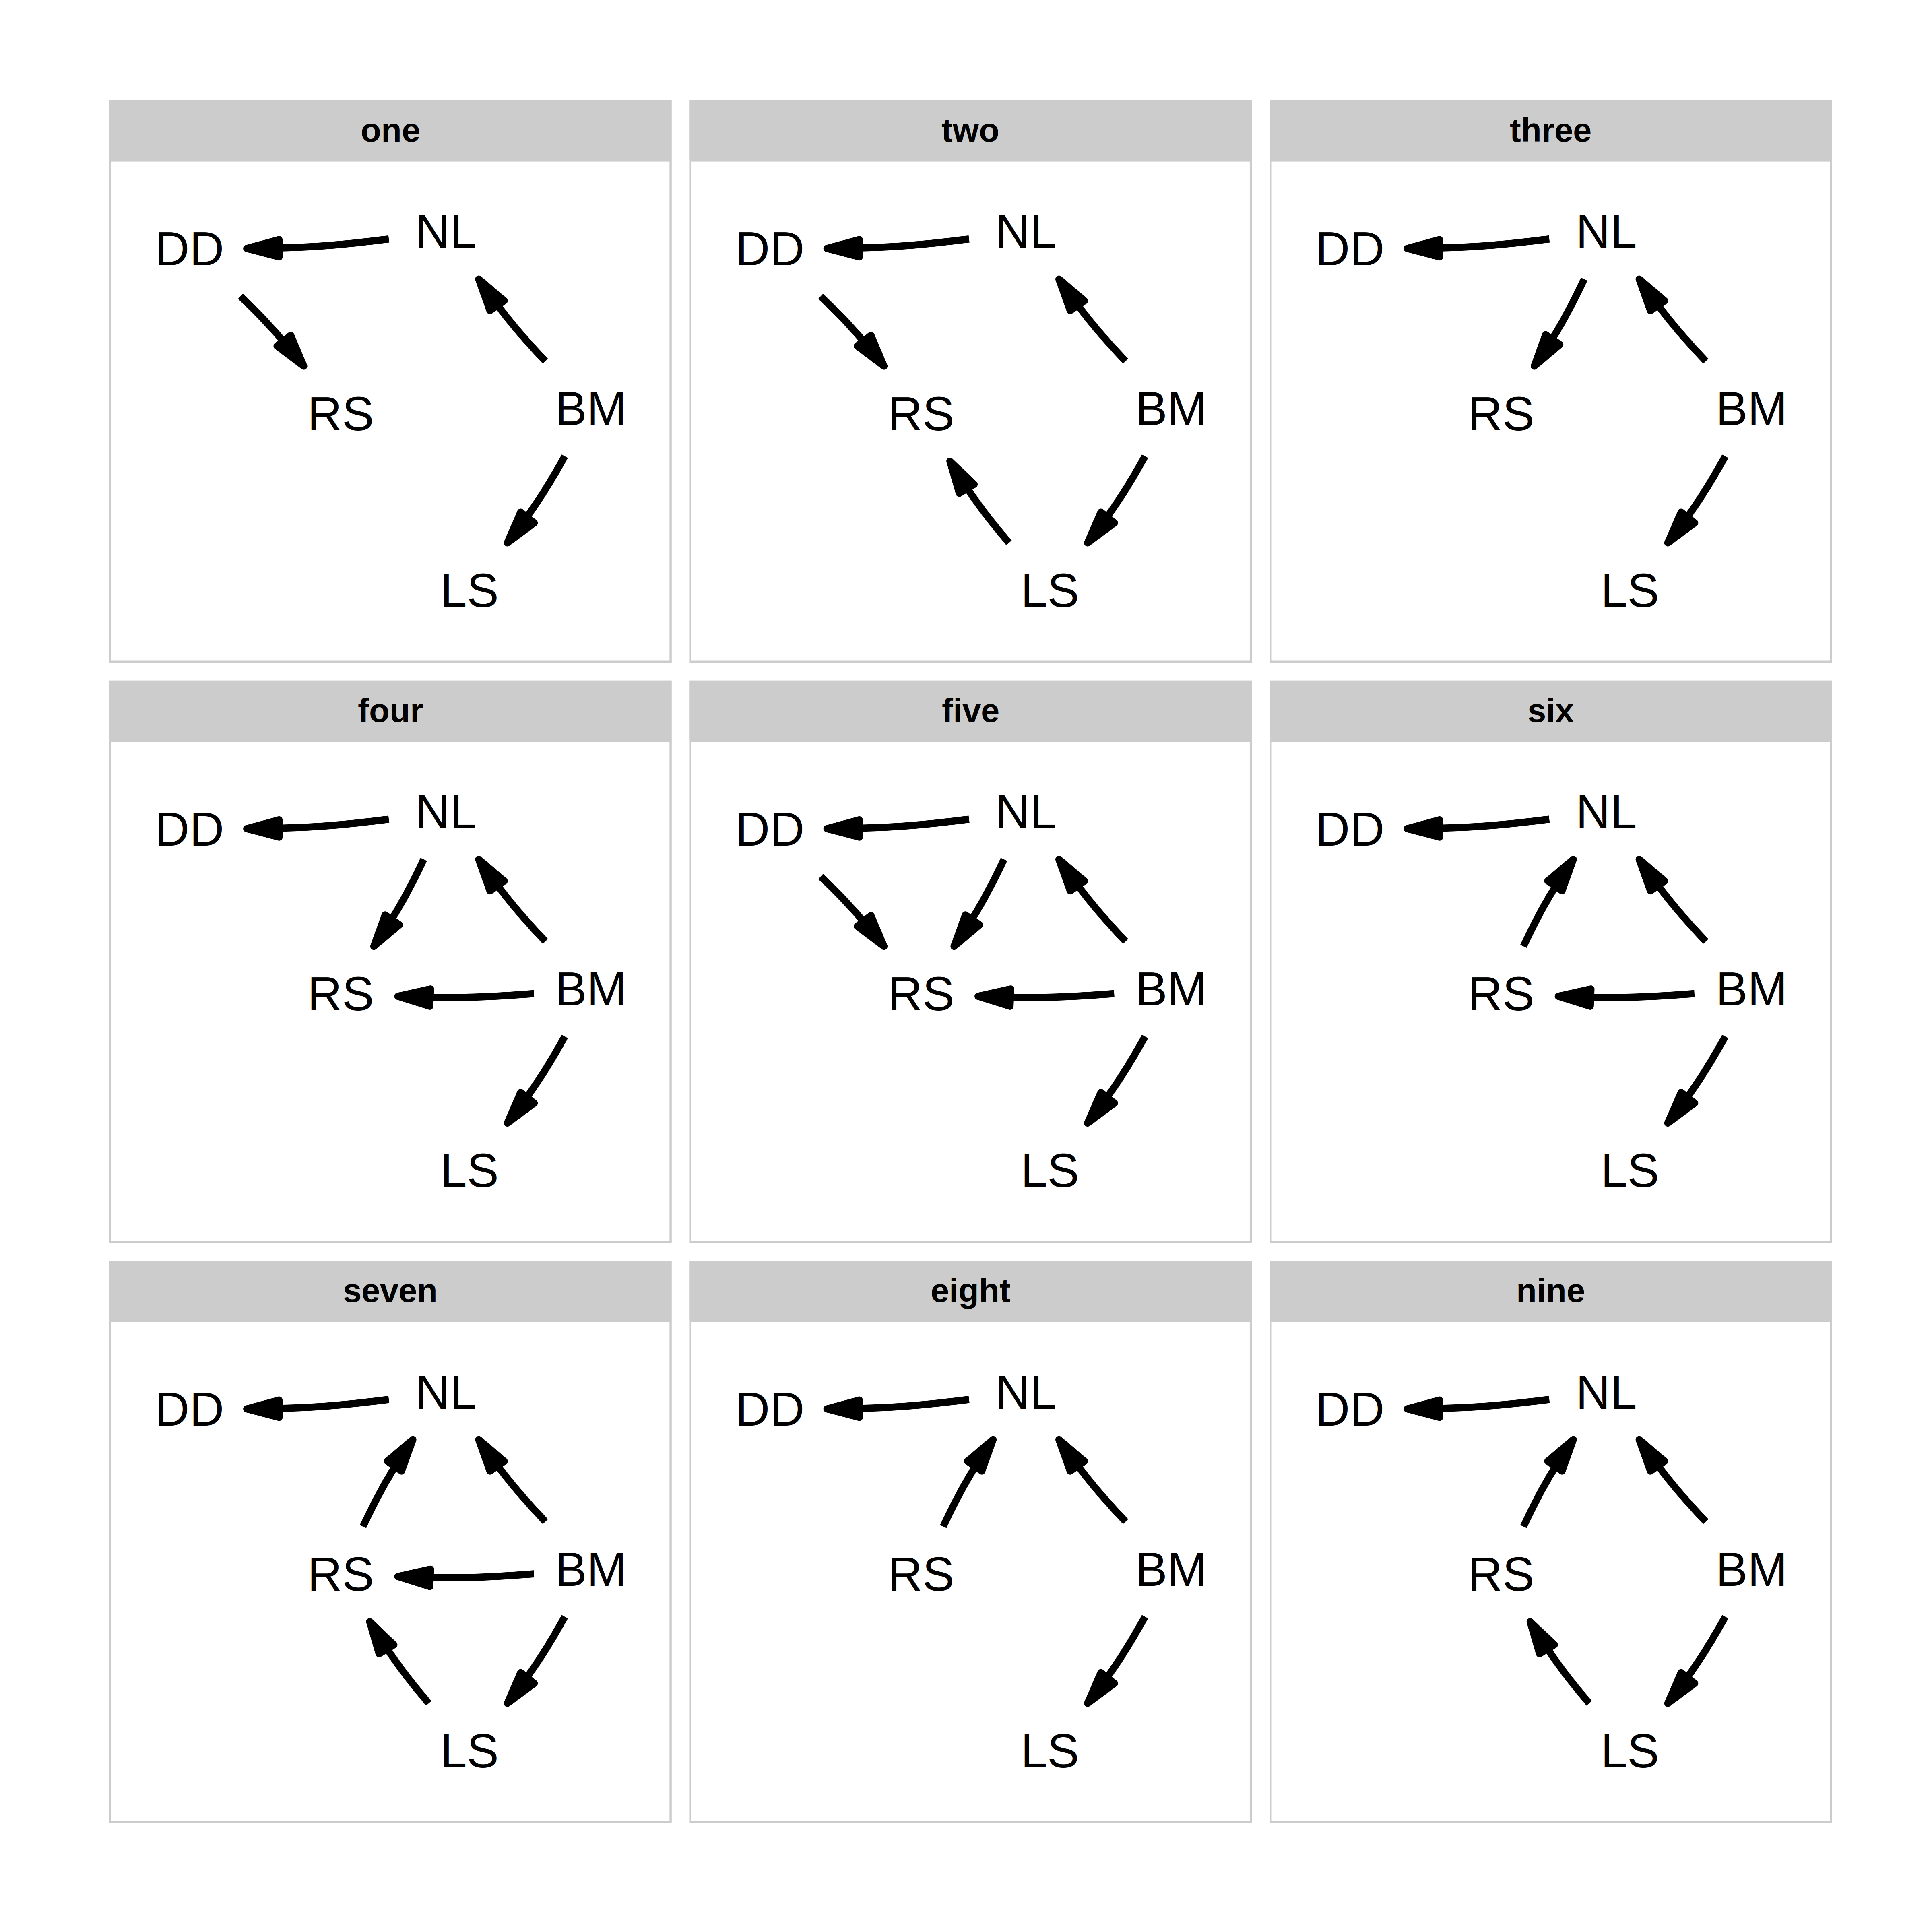 one
two
three
DD
NL
RS
BM
LS
DD
NL
RS
BM
LS
DD
NL
RS
BM
LS
four
five
six
DD
NL
RS
BM
LS
DD
NL
RS
BM
LS
DD
NL
RS
BM
LS
seven
eight
nine
DD
NL
RS
BM
LS
DD
NL
RS
BM
LS
DD
NL
RS
BM
LS